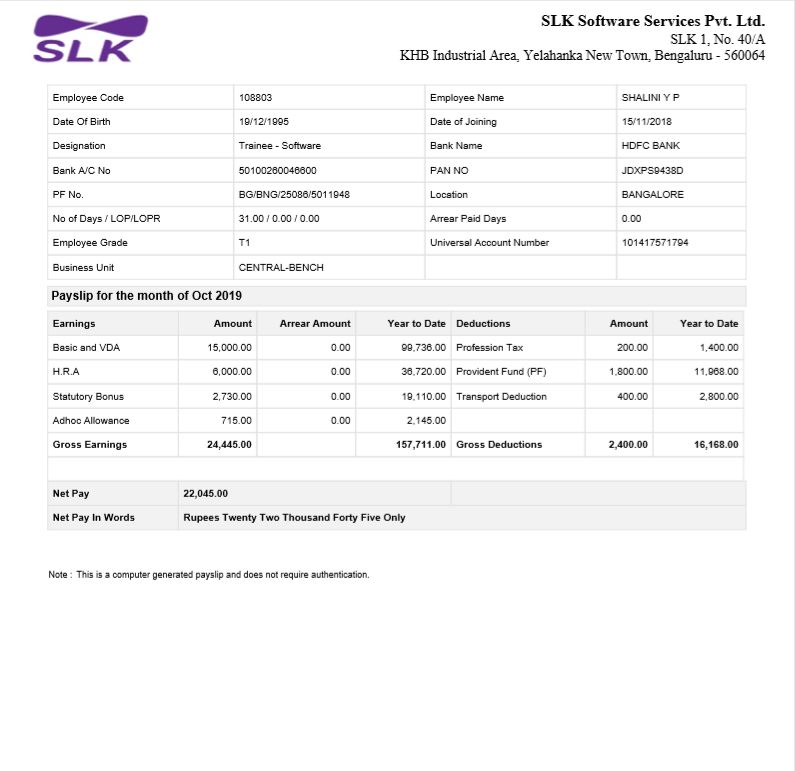 SLK
SLK Software Services Pvt. Ltd.
SLK 1, No. 40/A
KHB Industrial Area, Yelahanka New Town, Bengaluru - 560064
Employee Code 108803 Employee Name SHALINI Y P
Date Of Birth 19/12/1995 Date of Joining 15/11/2018
Designation Trainee - Software Bank Name HDFC BANK
Bank A/C No 50100260046600 PAN NO JDXPS9438D
PF No. BG/BNG/25086/5011948 Location BANGALORE
No of Days / LOP/LOPR 31.00 / 0.00 / 0.00 Arrear Paid Days 0.00
Employee Grade T1 Universal Account Number 101417571794
Business Unit CENTRAL-BENCH
Payslip for the month of Oct 2019
Earnings Amount Arrear Amount Year to Date Deductions Amount Year to Date
Basic and VDA 15,000.00 0.00 99,736.00 Profession Tax 200.00 1,400.00
H.R.A 6,000.00 0.00 36,720.00 Provident Fund (PF) 1,800.00 11,968.00
Statutory Bonus 2,730.00 0.00 19,110.00 Transport Deduction 400.00 2,800.00
Adhoc Allowance 715.00 0.00 2,145.00
Gross Earnings 24,445.00 157,711.00 Gross Deductions 2,400.00 16,168.00
Net Pay 22,045.00
Net Pay In Words Rupees Twenty Two Thousand Forty Five Only
Note : This is a computer generated payslip and does not require authentication.